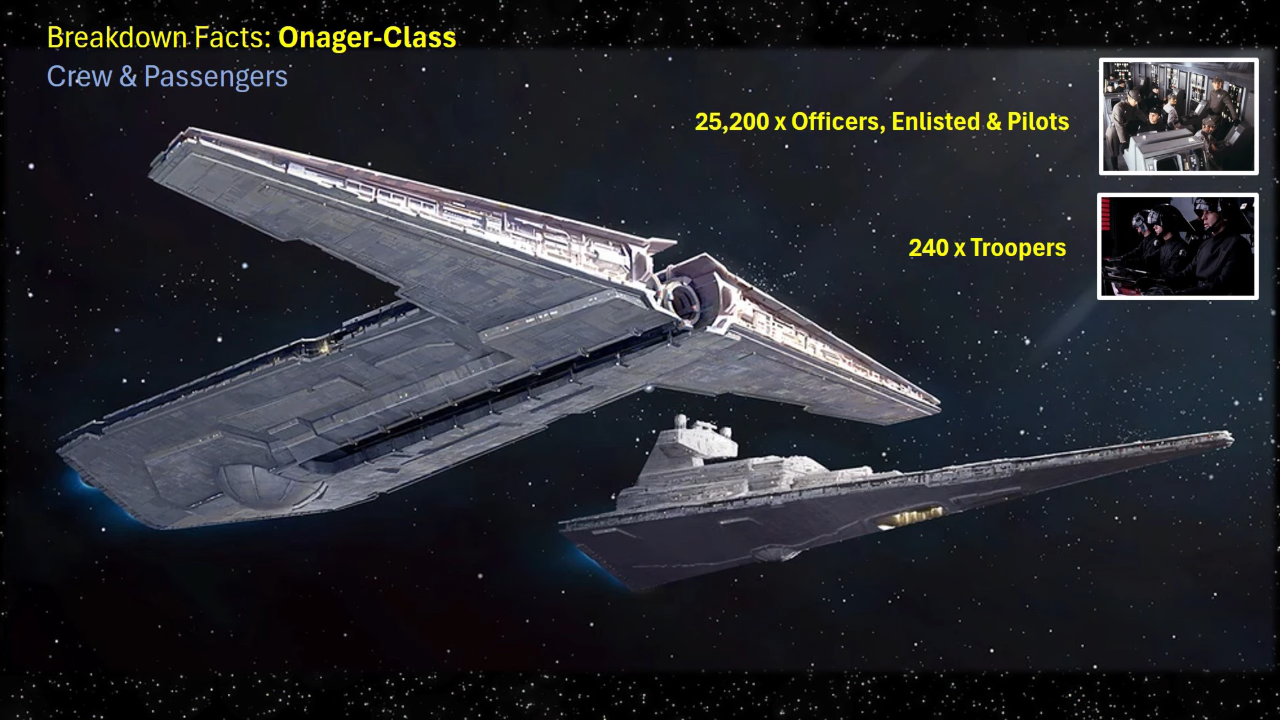 Breakdown Facts: Onager-Class
Crew & Passengers
25,200 x Officers, Enlisted & Pilots
240 x Troopers